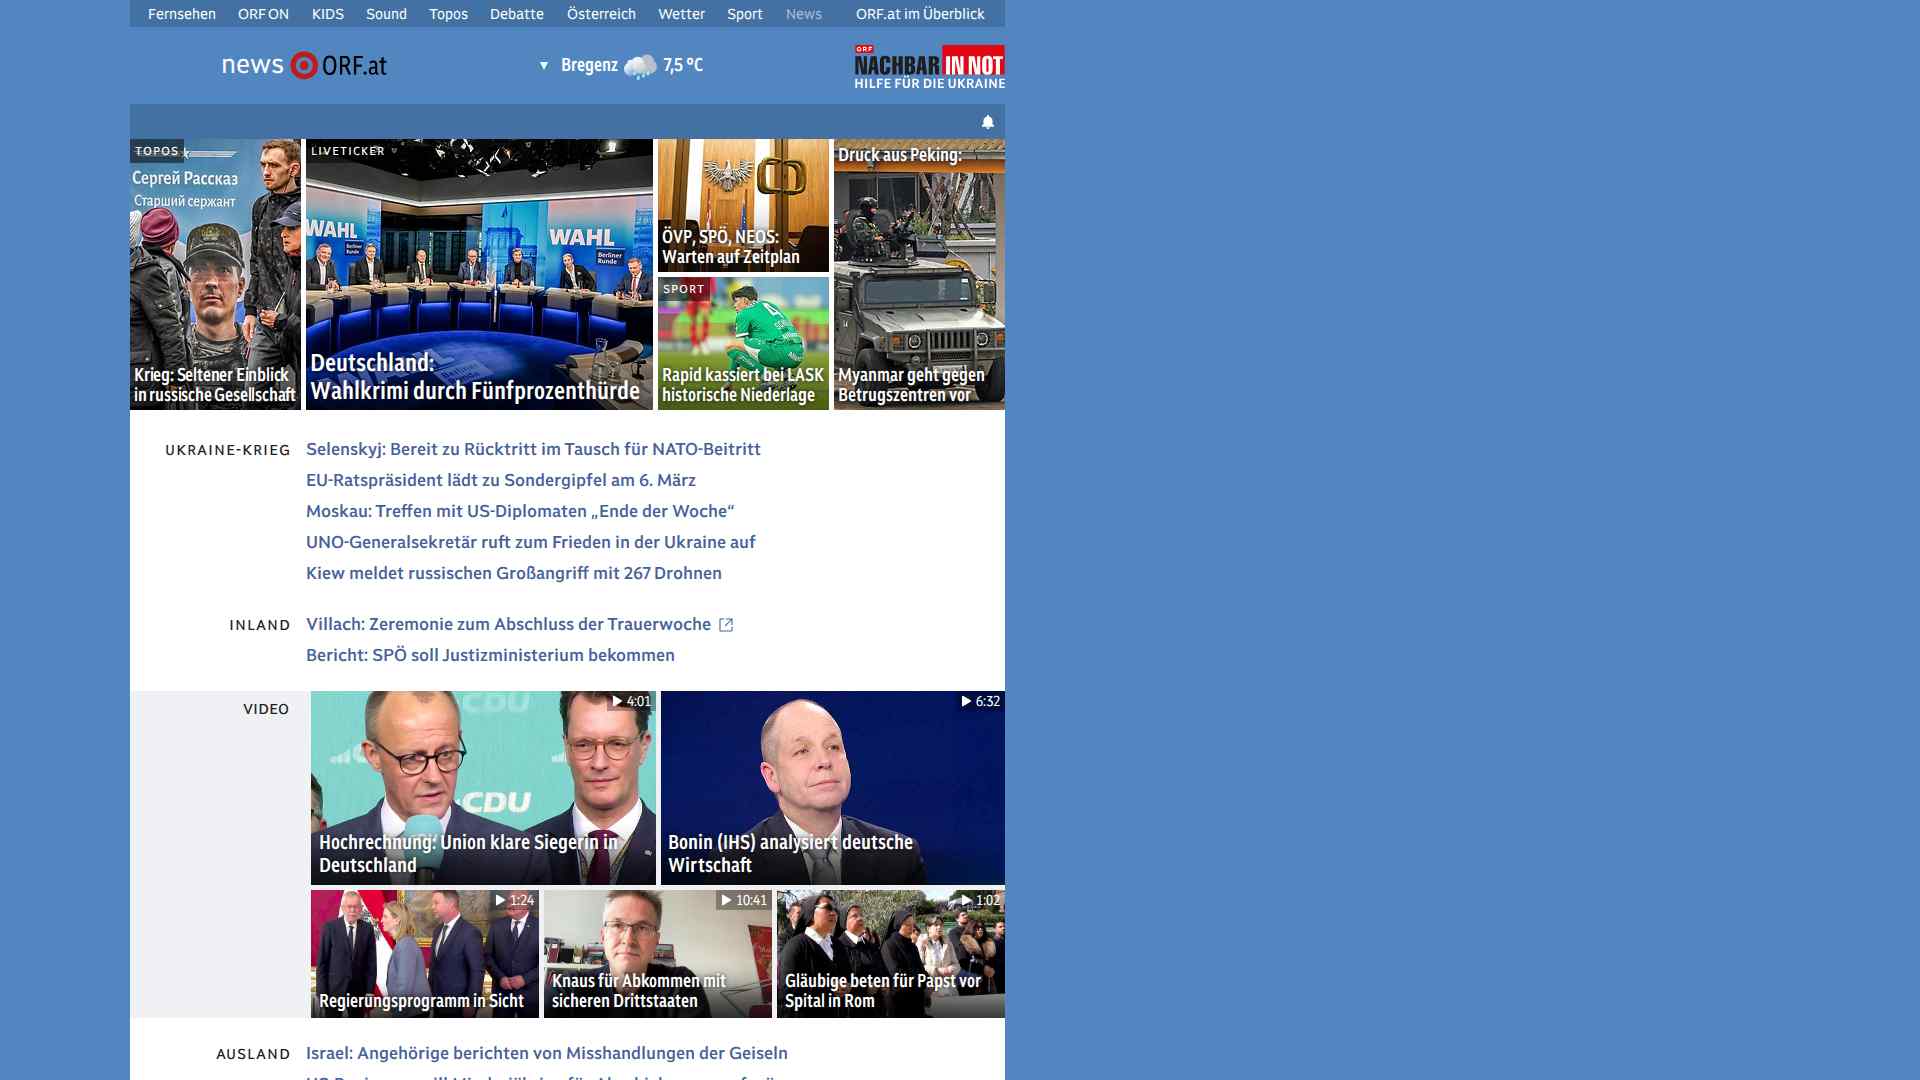 Fernsehen ORF ON KIDS Sound Topos Debatte Österreich Wetter Sport News ORF.at im Überblick
news ORF.at
Bregenz 7,5 °C
ORF
NACHBAR IN NOT
HILFE FÜR DIE UKRAINE
TOPOS
Сергей Рассказ
Старший сержант
Krieg: Seltener Einblick
in russische Gesellschaft
LIVETICKER
WAHL
Berliner
Runde
WAHL
Berliner
Runde
Deutschland:
Wahlkrimi durch Fünfprozenthürde
ÖVP, SPÖ, NEOS:
Warten auf Zeitplan
SPORT
Rapid kassiert bei LASK
historische Niederlage
Druck aus Peking:
Myanmar geht gegen
Betrugszentren vor
UKRAINE-KRIEG
Selenskyj: Bereit zu Rücktritt im Tausch für NATO-Beitritt
EU-Ratspräsident lädt zu Sondergipfel am 6. März
Moskau: Treffen mit US-Diplomaten „Ende der Woche“
UNO-Generalsekretär ruft zum Frieden in der Ukraine auf
Kiew meldet russischen Großangriff mit 267 Drohnen
INLAND
Villach: Zeremonie zum Abschluss der Trauerwoche
Bericht: SPÖ soll Justizministerium bekommen
VIDEO
4:01
CDU
CDU
Hochrechnung: Union klare Siegerin in
Deutschland
6:32
Bonin (IHS) analysiert deutsche
Wirtschaft
1:24
Regierungsprogramm in Sicht
10:41
Knaus für Abkommen mit
sicheren Drittstaaten
1:02
Gläubige beten für Papst vor
Spital in Rom
AUSLAND
Israel: Angehörige berichten von Misshandlungen der Geiseln